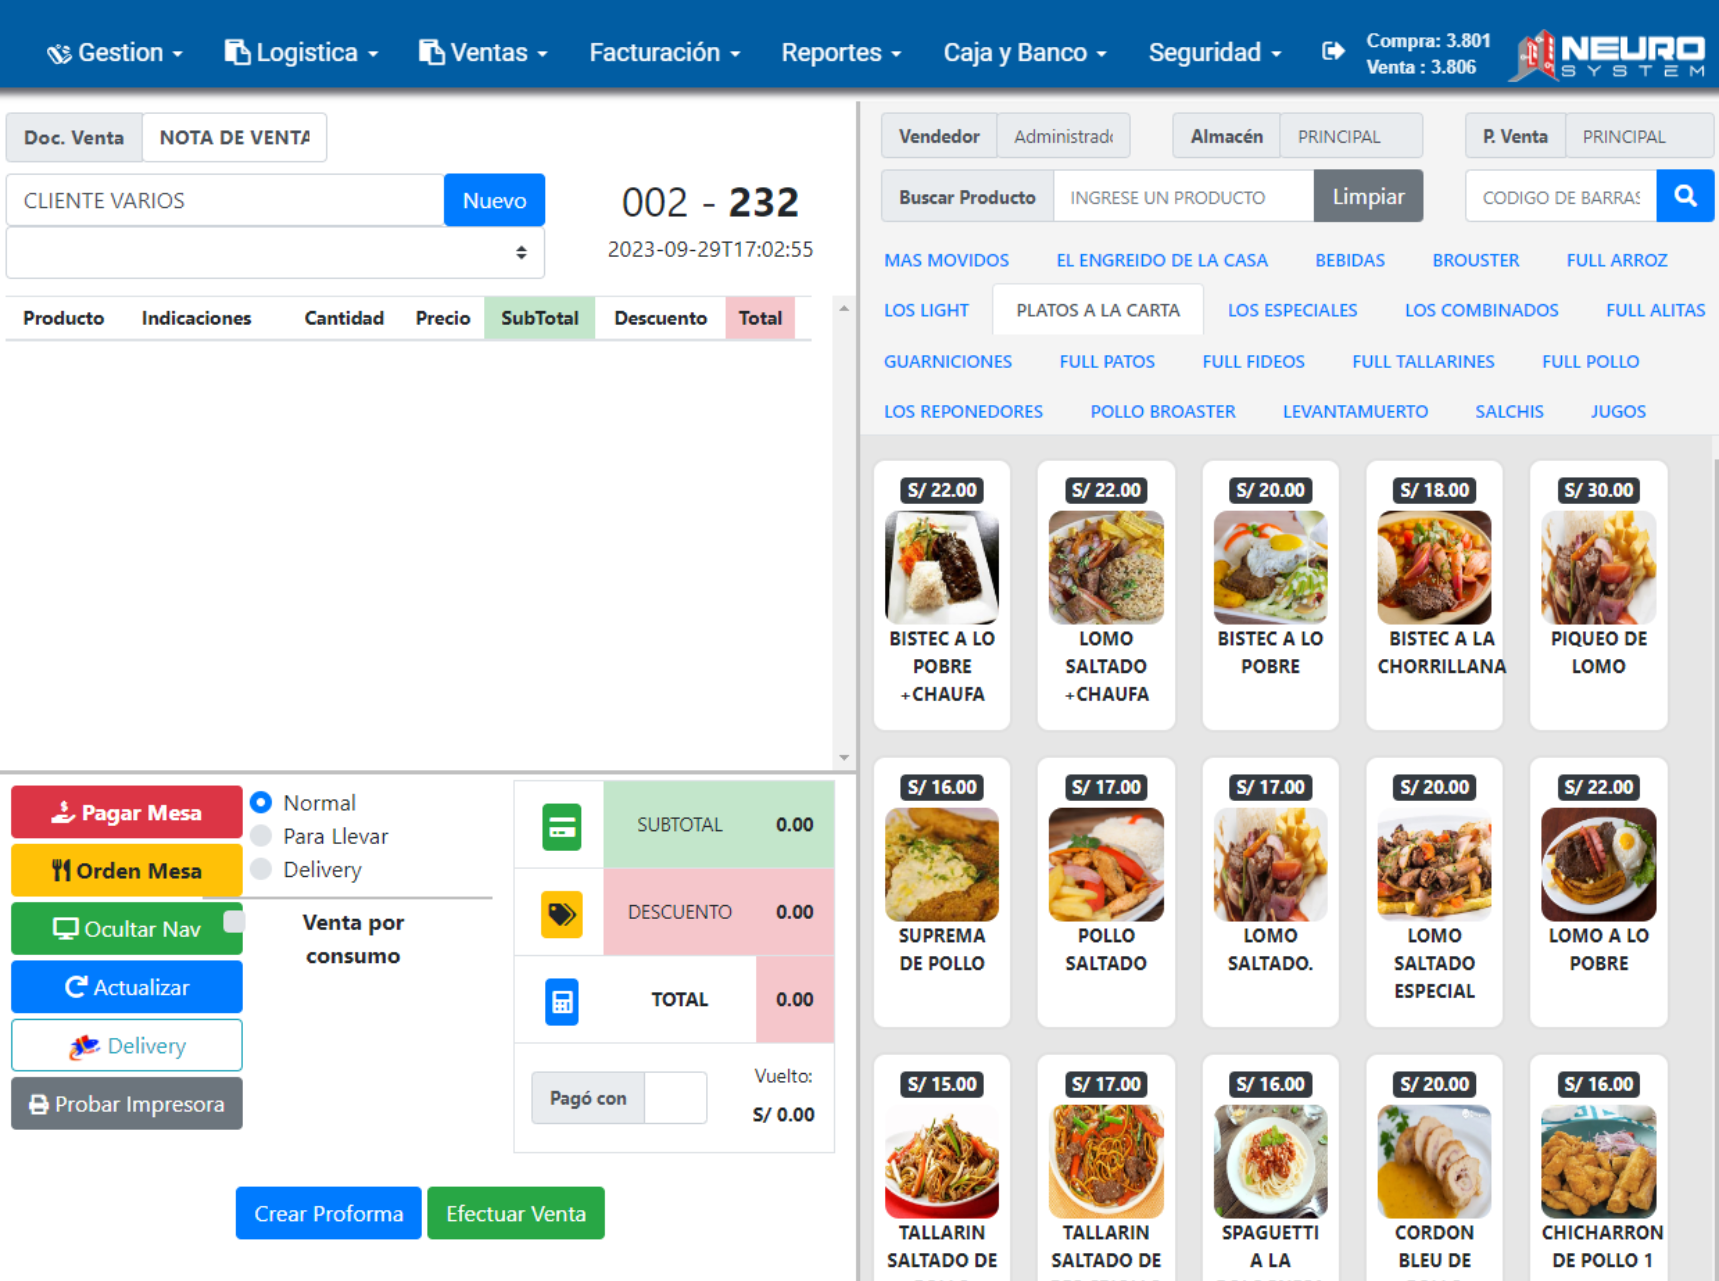 Gestion
Logistica
Ventas
Facturación
Reportes
Caja y Banco
Seguridad
Compra: 3.801
Venta : 3.806
NEURO
SYSTEM
Doc. Venta
NOTA DE VENTA
CLIENTE VARIOS
Nuevo
002 - 232
2023-09-29T17:02:55
Producto
Indicaciones
Cantidad
Precio
SubTotal
Descuento
Total
Pagar Mesa
Orden Mesa
Ocultar Nav
Actualizar
Delivery
Probar Impresora
Normal
Para Llevar
Delivery
Venta por
consumo
SUBTOTAL 0.00
DESCUENTO 0.00
TOTAL 0.00
Pagó con
Vuelto:
S/ 0.00
Crear Proforma
Efectuar Venta
Vendedor
Administrad
Almacén
PRINCIPAL
P. Venta
PRINCIPAL
Buscar Producto
INGRESE UN PRODUCTO
Limpiar
CODIGO DE BARRAS
MAS MOVIDOS
EL ENGREIDO DE LA CASA
BEBIDAS
BROUSTER
FULL ARROZ
LOS LIGHT
PLATOS A LA CARTA
LOS ESPECIALES
LOS COMBINADOS
FULL ALITAS
GUARNICIONES
FULL PATOS
FULL FIDEOS
FULL TALLARINES
FULL POLLO
LOS REPONEDORES
POLLO BROASTER
LEVANTAMUERTO
SALCHIS
JUGOS
S/ 22.00
BISTEC A LO
POBRE
+CHAUFA
S/ 22.00
LOMO
SALTADO
+CHAUFA
S/ 20.00
BISTEC A LO
POBRE
S/ 18.00
BISTEC A LA
CHORRILLANA
S/ 30.00
PIQUEO DE
LOMO
S/ 16.00
SUPREMA
DE POLLO
S/ 17.00
POLLO
SALTADO
S/ 17.00
LOMO
SALTADO.
S/ 20.00
LOMO
SALTADO
ESPECIAL
S/ 22.00
LOMO A LO
POBRE
S/ 15.00
TALLARIN
SALTADO DE
S/ 17.00
TALLARIN
SALTADO DE
S/ 16.00
SPAGUETTI
A LA
S/ 20.00
CORDON
BLEU DE
S/ 16.00
CHICHARRON
DE POLLO 1